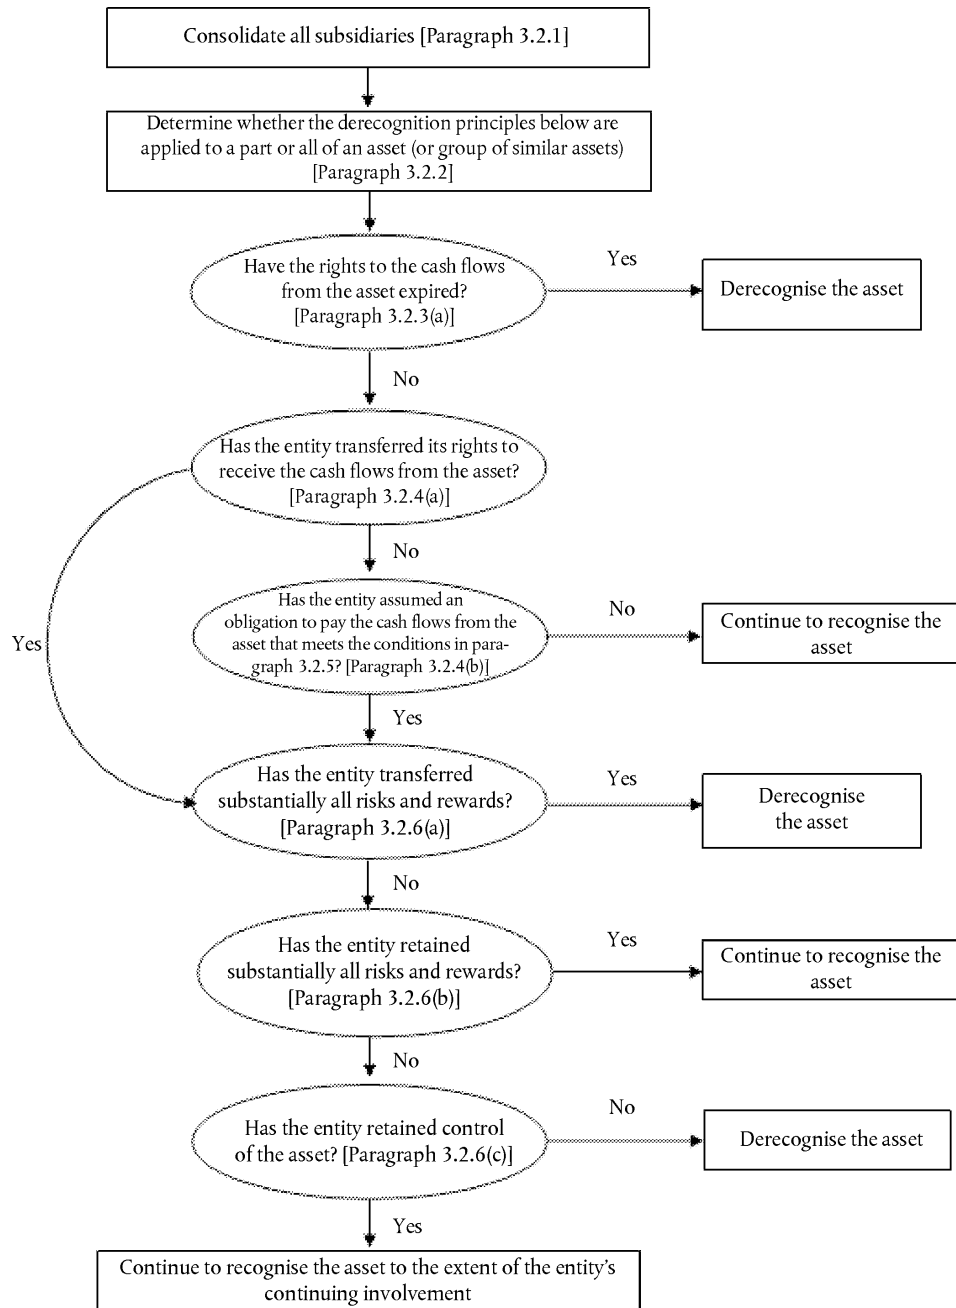 Consolidate all subsidiaries [Paragraph 3.2.1]
Determine whether the derecognition principles below are
applied to a part or all of an asset (or group of similar assets)
[Paragraph 3.2.2]
Have the rights to the cash flows
from the asset expired?
[Paragraph 3.2.3(a)]
Yes
Derecognise the asset
No
Has the entity transferred its rights to
receive the cash flows from the asset?
[Paragraph 3.2.4(a)]
No
Yes
Has the entity assumed an
obligation to pay the cash flows from the
asset that meets the conditions in para-
graph 3.2.5? [Paragraph 3.2.4(b)]
No
Continue to recognise the
asset
Yes
Has the entity transferred
substantially all risks and rewards?
[Paragraph 3.2.6(a)]
Yes
Derecognise
the asset
No
Has the entity retained
substantially all risks and rewards?
[Paragraph 3.2.6(b)]
Yes
Continue to recognise the
asset
No
Has the entity retained control
of the asset? [Paragraph 3.2.6(c)]
No
Derecognise the asset
Yes
Continue to recognise the asset to the extent of the entity’s
continuing involvement